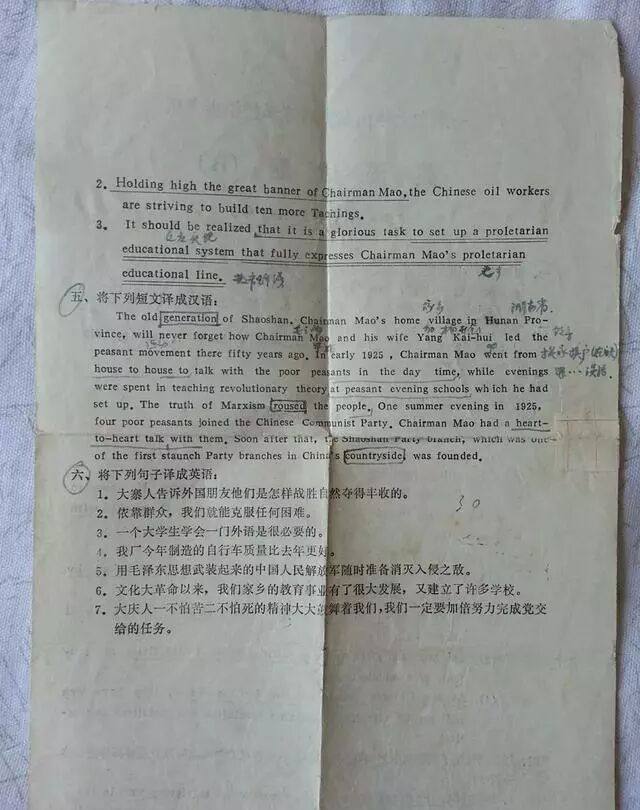 2. Holding high the great banner of Chairman Mao, the Chinese oil workers
are striving to build ten more Tachings.
3. It should be realized that it is a glorious task to set up a proletarian
educational system that fully expresses Chairman Mao's proletarian
educational line.
五、将下列短文译成汉语：
The old generation of Shaoshan, Chairman Mao's home village in Hunan Pro-
湖南省
vince, will never forget how Chairman Mao and his wife Yang Kai-hui led the
peasant movement there fifty years ago. In early 1925, Chairman Mao went from
house to house to talk with the poor peasants in the day time, while evenings
were spent in teaching revolutionary theory at peasant evening schools which he had
set up. The truth of Marxism roused the people. One summer evening in 1925,
four poor peasants joined the Chinese Communist Party. Chairman Mao had a heart-
to-heart talk with them. Soon after that, the Shaoshan Party branch, which was one
of the first staunch Party branches in China's countryside, was founded.
六、将下列句子译成英语：
1. 大寨人告诉外国朋友他们是怎样战胜自然夺得丰收的。
2. 依靠群众，我们就能克服任何困难。
30
3. 一个大学生学会一门外语是很必要的。
4. 我厂今年制造的自行车质量比去年更好。
5. 用毛泽东思想武装起来的中国人民解放军随时准备消灭入侵之敌。
6. 文化大革命以来，我们家乡的教育事业有了很大发展，又建立了许多学校。
7. 大庆人一不怕苦二不怕死的精神大大鼓舞着我们，我们一定要加倍努力完成党交
给的任务。